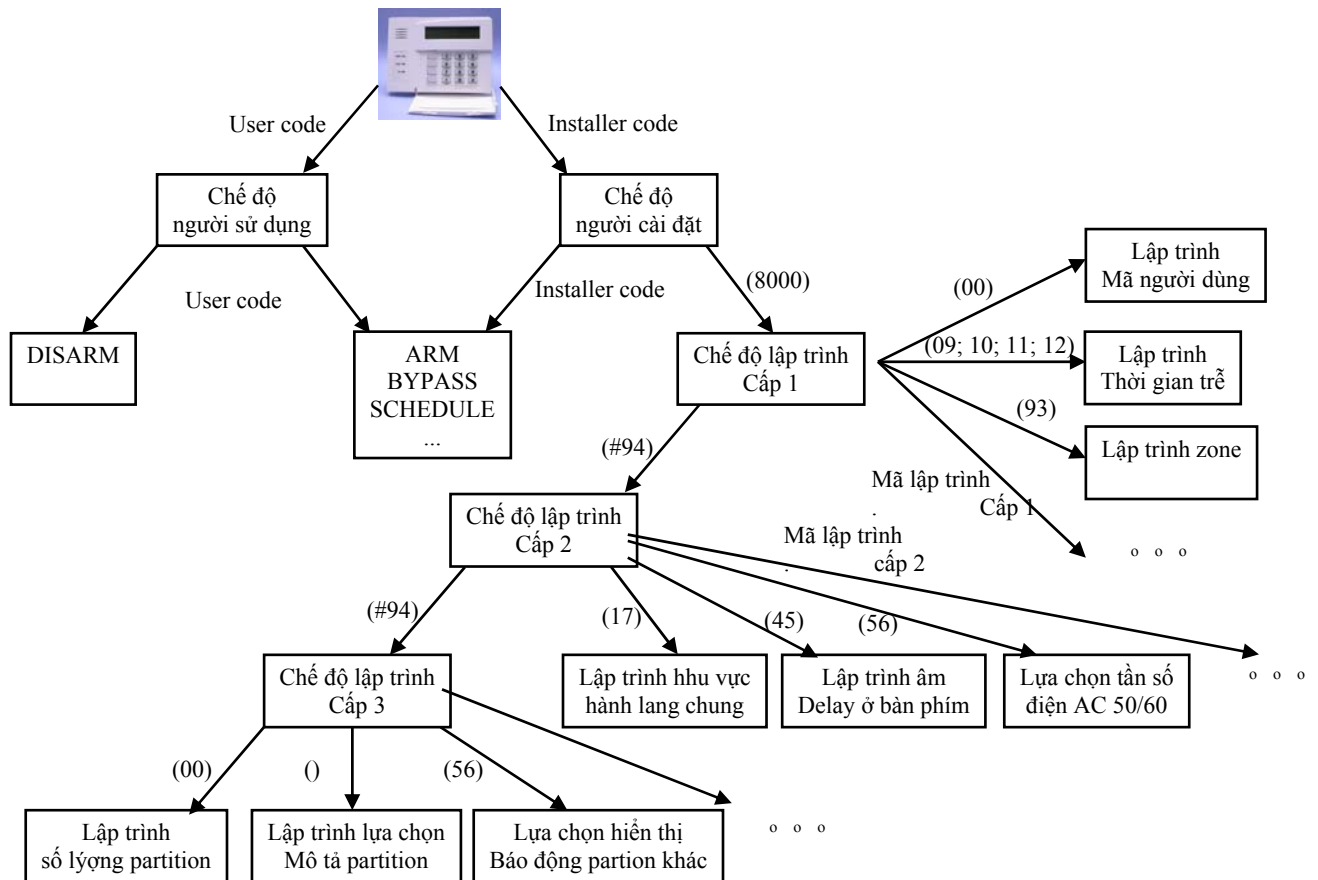 User code
Installer code
Chế độ
người sử dụng
Chế độ
người cài đặt
User code
Installer code
(8000)
(00)
Lập trình
Mã người dùng
DISARM
ARM
BYPASS
SCHEDULE
...
Chế độ lập trình
Cấp 1
(09; 10; 11; 12)
Lập trình
Thời gian trễ
(93)
Lập trình zone
(#94)
Mã lập trình
. Cấp 1
o o o
Chế độ lập trình
Cấp 2
Mã lập trình
. cấp 2
(#94)
(17)
(45)
(56)
o o o
Chế độ lập trình
Cấp 3
Lập trình hhu vực
hành lang chung
Lập trình âm
Delay ở bàn phím
Lựa chọn tần số
điện AC 50/60
(00)
()
(56)
o o o
Lập trình
số lýợng partition
Lập trình lựa chọn
Mô tả partition
Lựa chọn hiển thị
Báo động partion khác